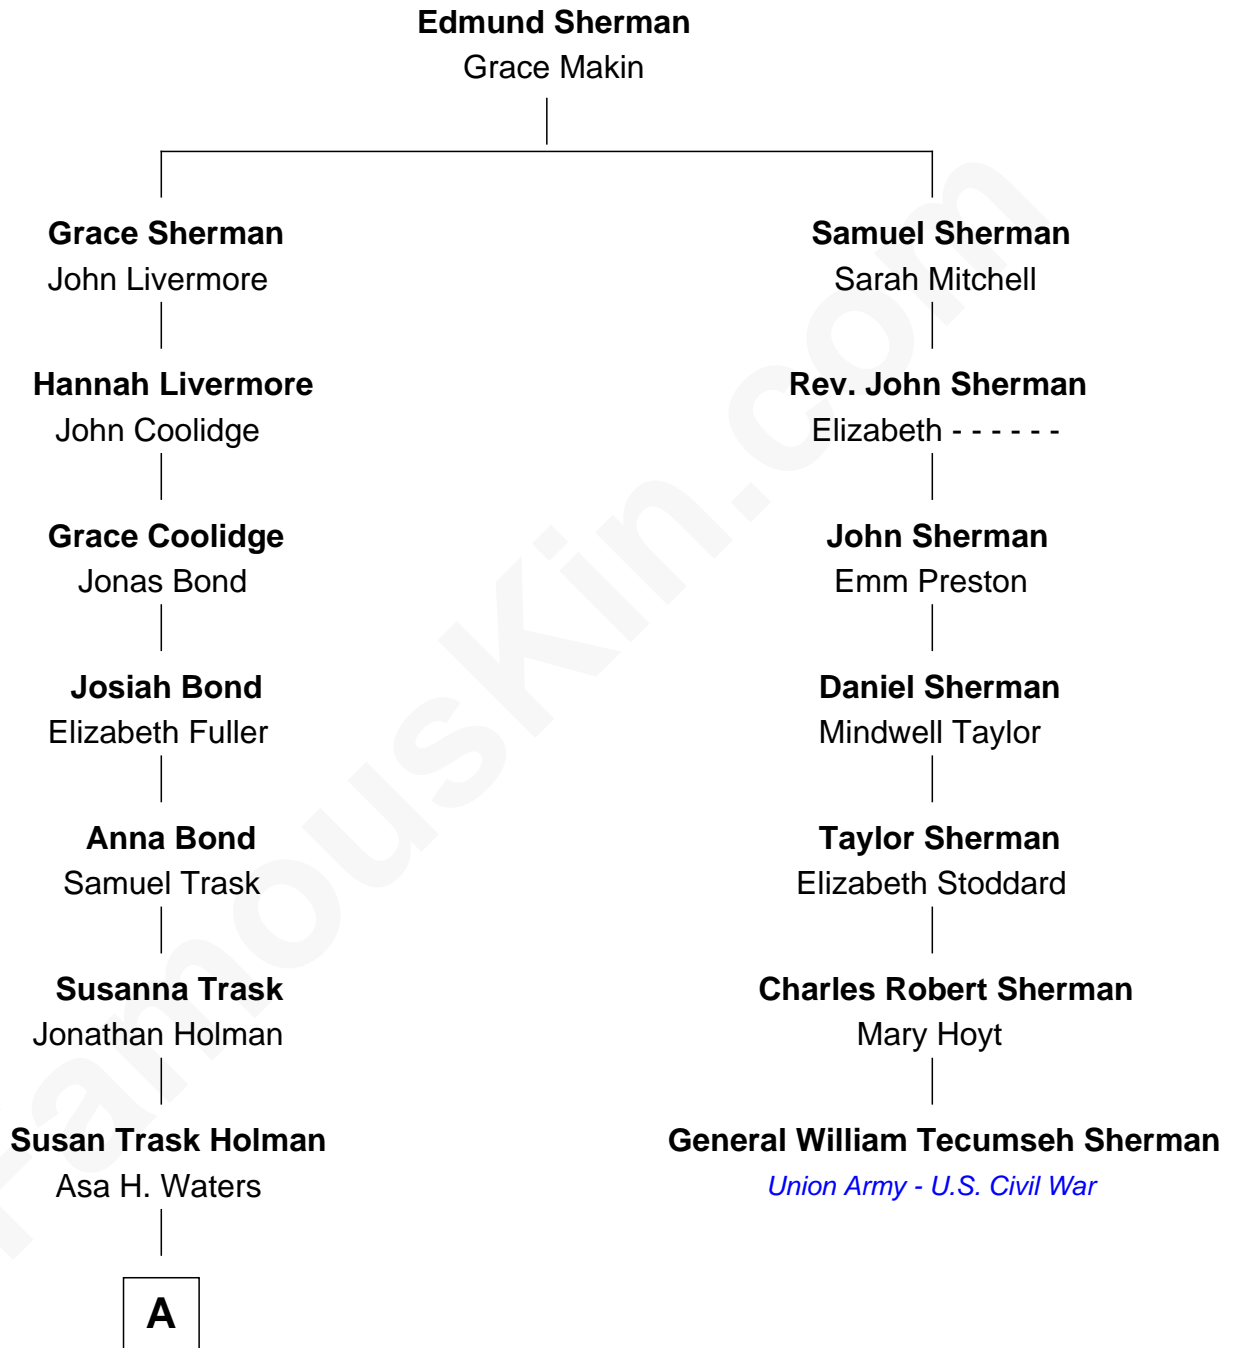 Edmund Sherman
Grace Makin
Grace Sherman
John Livermore
Samuel Sherman
Sarah Mitchell
Hannah Livermore
John Coolidge
Rev. John Sherman
Elizabeth - - - - - -
Grace Coolidge
Jonas Bond
John Sherman
Emm Preston
Josiah Bond
Elizabeth Fuller
Daniel Sherman
Mindwell Taylor
Anna Bond
Samuel Trask
Taylor Sherman
Elizabeth Stoddard
Susanna Trask
Jonathan Holman
Charles Robert Sherman
Mary Hoyt
Susan Trask Holman
Asa H. Waters
General William Tecumseh Sherman
Union Army - U.S. Civil War
A
FamousKin.com